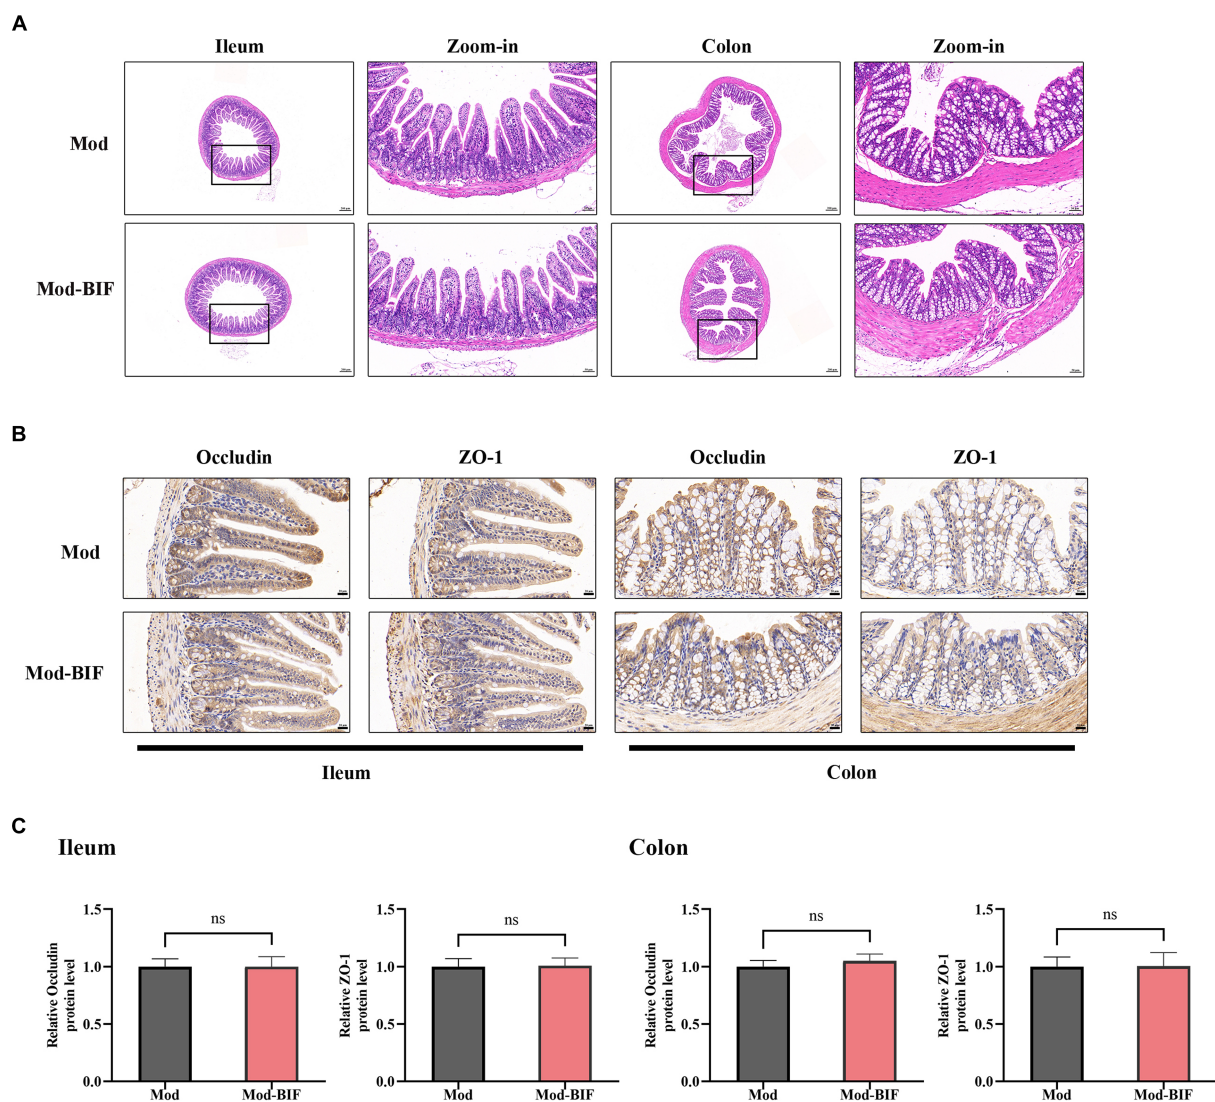 A
Ileum Zoom-in Colon Zoom-in
Mod
Mod-BIF
B
Occludin ZO-1 Occludin ZO-1
Mod
Mod-BIF
Ileum Colon
C
Ileum Colon
Relative Occludin protein level
1.5
1.0
0.5
0.0
ns
Mod Mod-BIF
Relative ZO-1 protein level
1.5
1.0
0.5
0.0
ns
Mod Mod-BIF
Relative Occludin protein level
1.5
1.0
0.5
0.0
ns
Mod Mod-BIF
Relative ZO-1 protein level
1.5
1.0
0.5
0.0
ns
Mod Mod-BIF